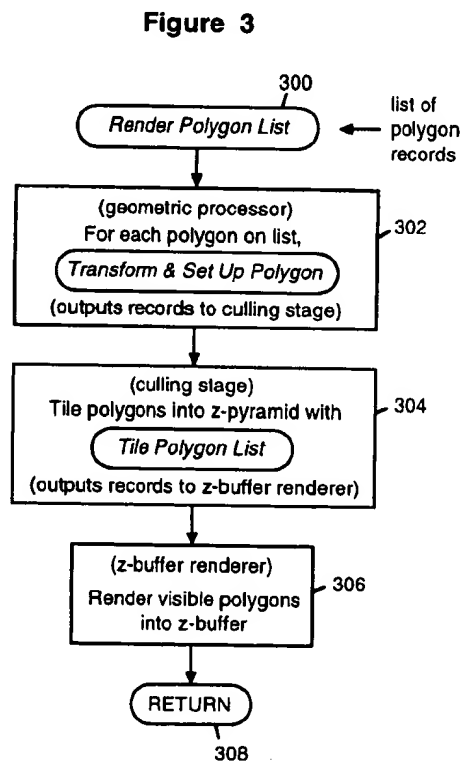 Figure 3
300
Render Polygon List
list of
polygon
records
(geometric processor)
For each polygon on list,
Transform & Set Up Polygon
(outputs records to culling stage)
302
(culling stage)
Tile polygons into z-pyramid with
Tile Polygon List
(outputs records to z-buffer renderer)
304
(z-buffer renderer)
Render visible polygons
into z-buffer
306
RETURN
308